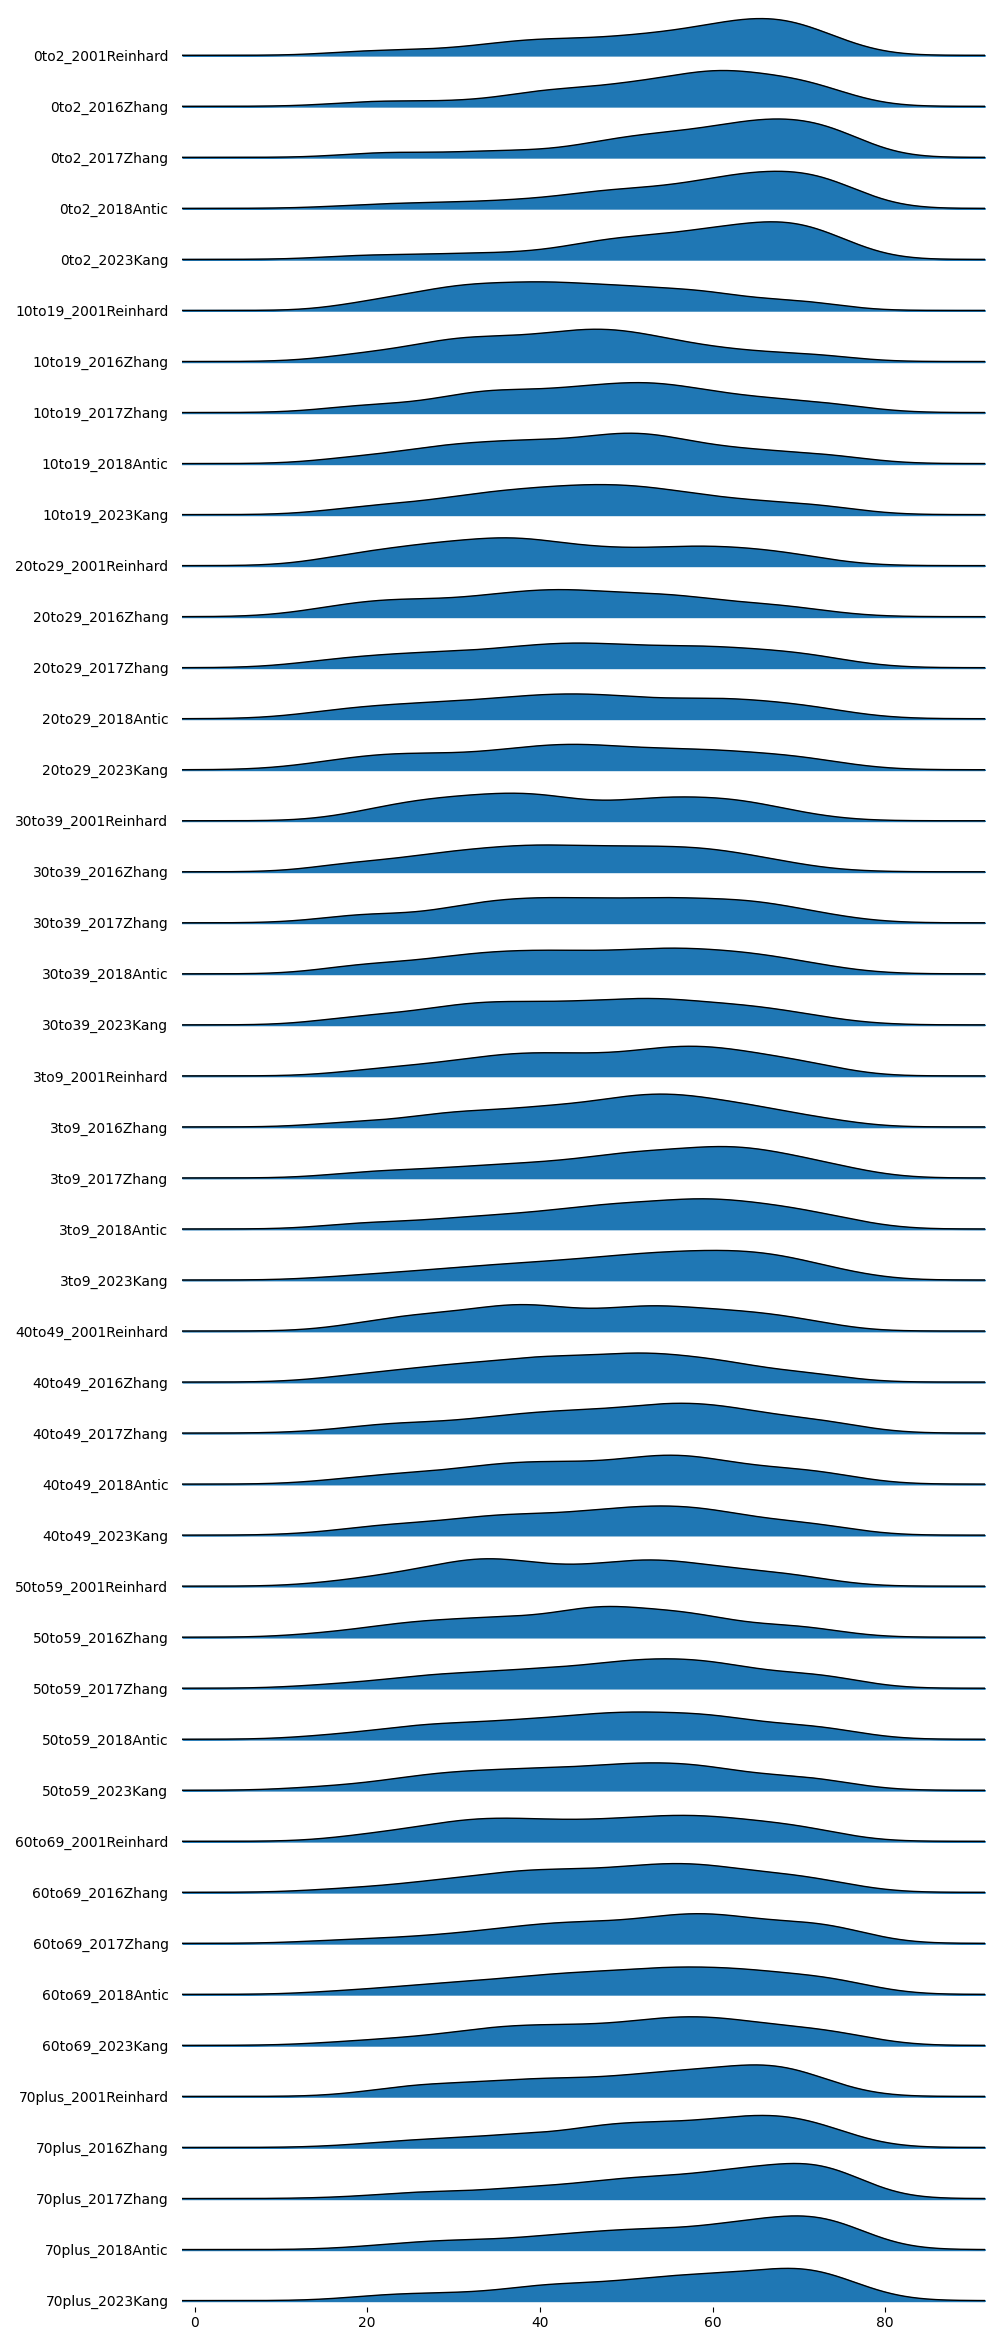 0to2_2001Reinhard
0to2_2016Zhang
0to2_2017Zhang
0to2_2018Antic
0to2_2023Kang
10to19_2001Reinhard
10to19_2016Zhang
10to19_2017Zhang
10to19_2018Antic
10to19_2023Kang
20to29_2001Reinhard
20to29_2016Zhang
20to29_2017Zhang
20to29_2018Antic
20to29_2023Kang
30to39_2001Reinhard
30to39_2016Zhang
30to39_2017Zhang
30to39_2018Antic
30to39_2023Kang
3to9_2001Reinhard
3to9_2016Zhang
3to9_2017Zhang
3to9_2018Antic
3to9_2023Kang
40to49_2001Reinhard
40to49_2016Zhang
40to49_2017Zhang
40to49_2018Antic
40to49_2023Kang
50to59_2001Reinhard
50to59_2016Zhang
50to59_2017Zhang
50to59_2018Antic
50to59_2023Kang
60to69_2001Reinhard
60to69_2016Zhang
60to69_2017Zhang
60to69_2018Antic
60to69_2023Kang
70plus_2001Reinhard
70plus_2016Zhang
70plus_2017Zhang
70plus_2018Antic
70plus_2023Kang
0 20 40 60 80